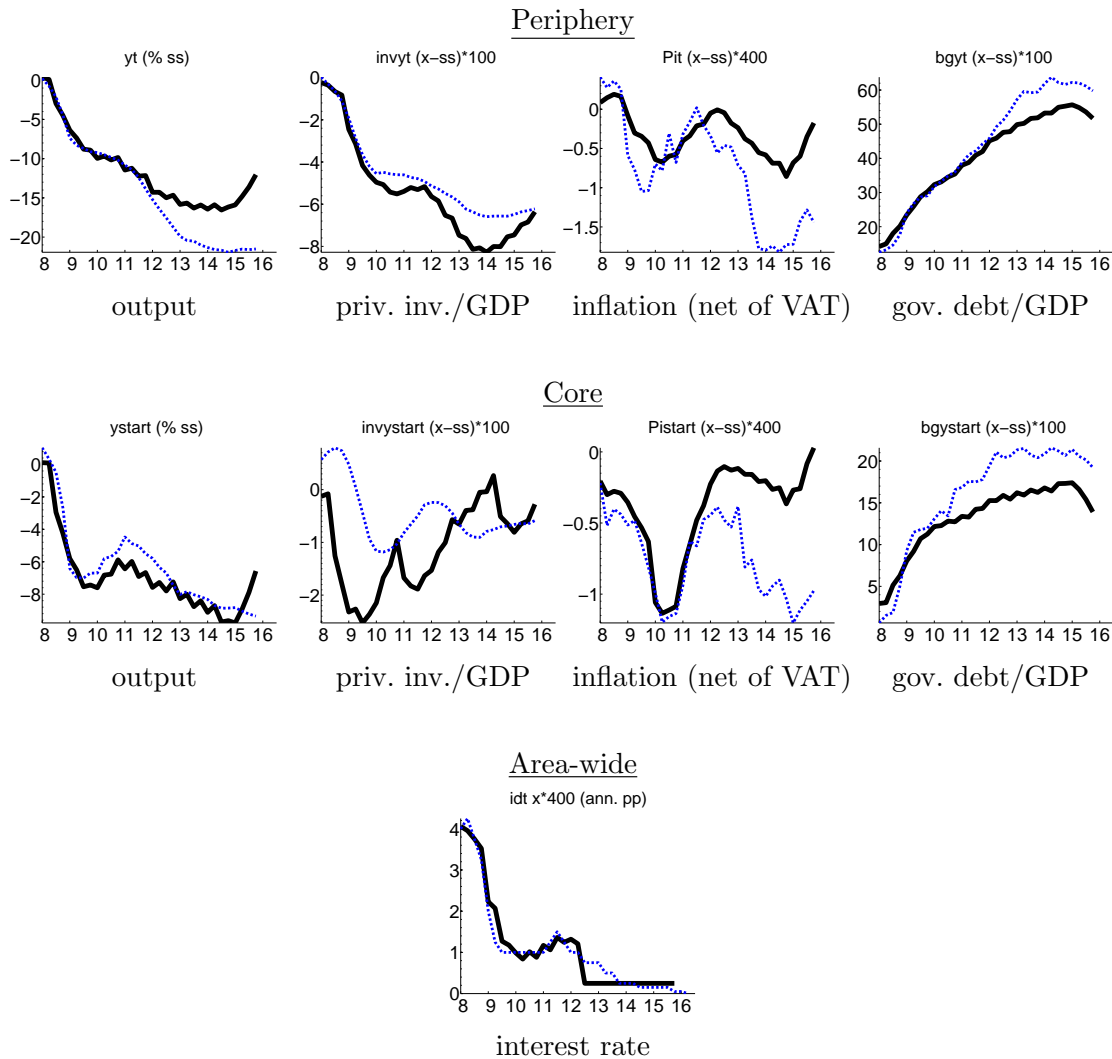 Periphery
yt (% ss) invyt (x−ss)*100 Pit (x−ss)*400 bgyt (x−ss)*100
0 −5 −10 −15 −20
8 9 10 11 12 13 14 15 16
0 −2 −4 −6 −8
8 9 10 11 12 13 14 15 16
0 −0.5 −1 −1.5
8 9 10 11 12 13 14 15 16
60 50 40 30 20
8 9 10 11 12 13 14 15 16
output priv. inv./GDP inflation (net of VAT) gov. debt/GDP
Core
ystart (% ss) invystart (x−ss)*100 Pistart (x−ss)*400 bgystart (x−ss)*100
0 −2 −4 −6 −8
8 9 10 11 12 13 14 15 16
0 −1 −2
8 9 10 11 12 13 14 15 16
0 −0.5 −1
8 9 10 11 12 13 14 15 16
20 15 10 5
8 9 10 11 12 13 14 15 16
output priv. inv./GDP inflation (net of VAT) gov. debt/GDP
Area-wide
idt x*400 (ann. pp)
4 3 2 1 0
8 9 10 11 12 13 14 15 16
interest rate